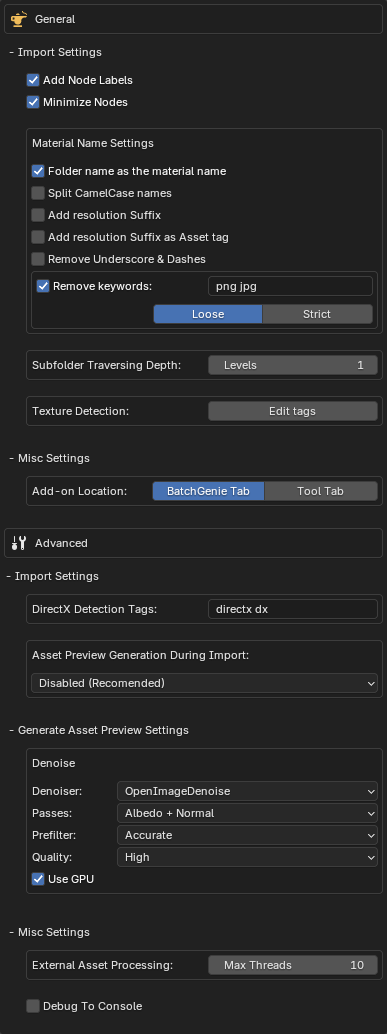 General
- Import Settings
Add Node Labels
Minimize Nodes
Material Name Settings
Folder name as the material name
Split CamelCase names
Add resolution Suffix
Add resolution Suffix as Asset tag
Remove Underscore & Dashes
Remove keywords: png jpg
Loose Strict
Subfolder Traversing Depth: Levels 1
Texture Detection: Edit tags
- Misc Settings
Add-on Location: BatchGenie Tab Tool Tab
Advanced
- Import Settings
DirectX Detection Tags: directx dx
Asset Preview Generation During Import:
Disabled (Recomended)
- Generate Asset Preview Settings
Denoise
Denoiser: OpenImageDenoise
Passes: Albedo + Normal
Prefilter: Accurate
Quality: High
Use GPU
- Misc Settings
External Asset Processing: Max Threads 10
Debug To Console